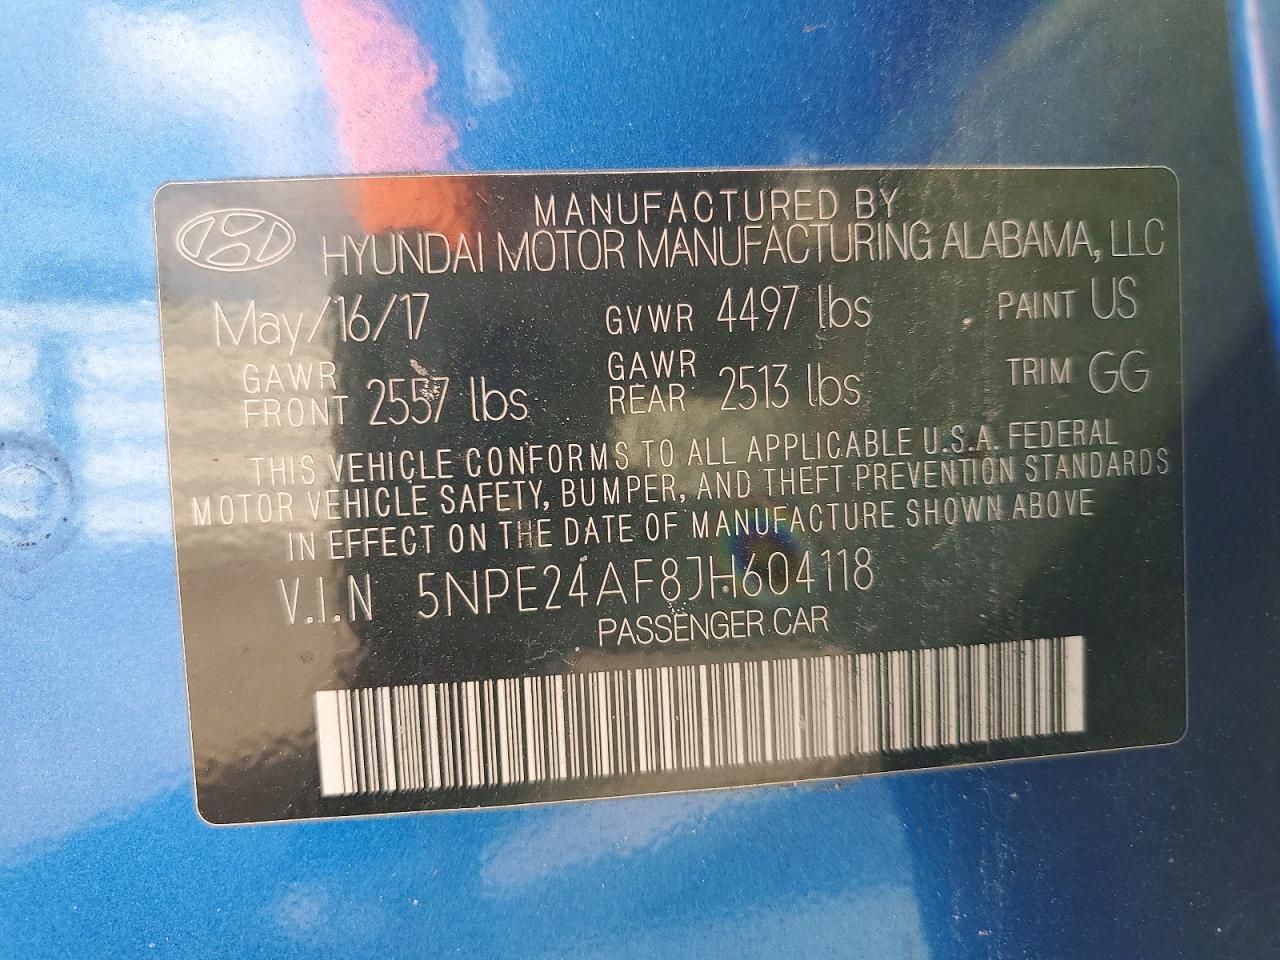 MANUFACTURED BY
HYUNDAI MOTOR MANUFACTURING ALABAMA, LLC
May/16/17 GVWR 4497 lbs PAINT US
GAWR FRONT 2557 lbs GAWR REAR 2513 lbs TRIM GG
THIS VEHICLE CONFORMS TO ALL APPLICABLE U.S.A. FEDERAL
MOTOR VEHICLE SAFETY, BUMPER, AND THEFT PREVENTION STANDARDS
IN EFFECT ON THE DATE OF MANUFACTURE SHOWN ABOVE
V.I.N 5NPE24AF8JH604118
PASSENGER CAR